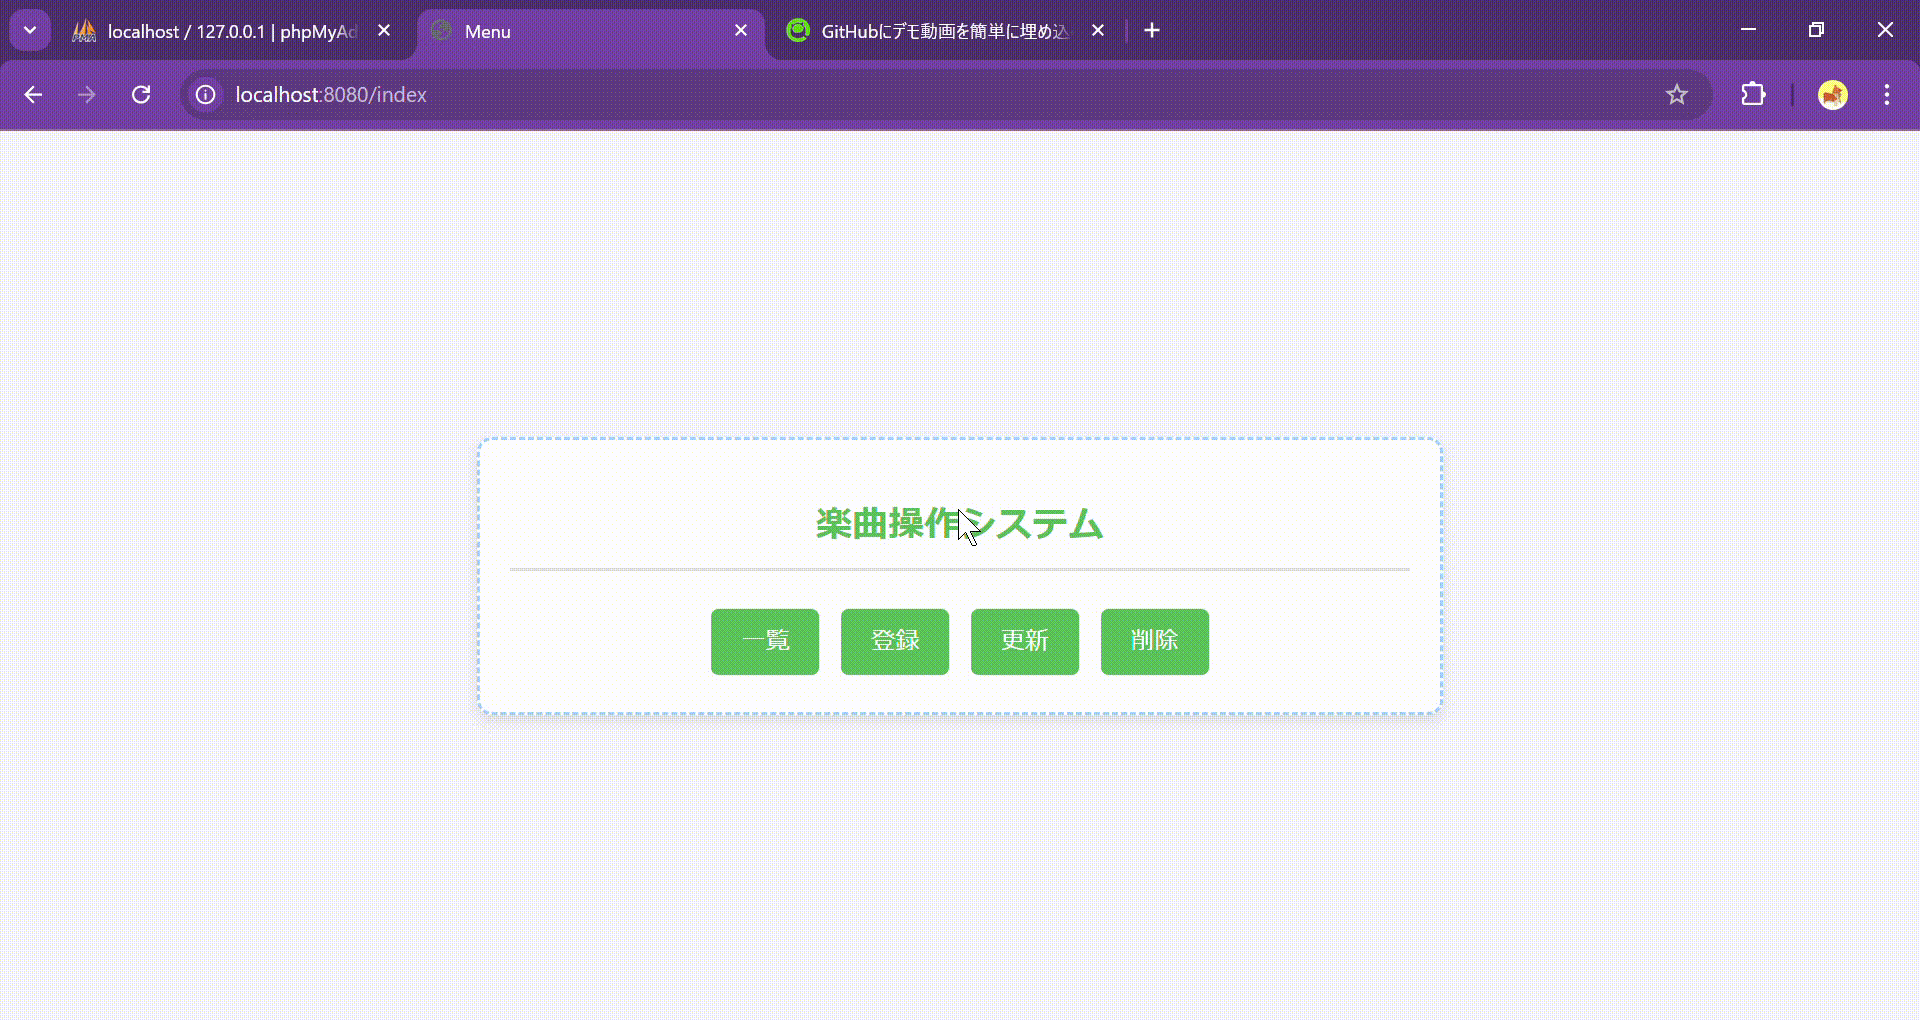 localhost / 127.0.0.1 | phpMyAd
Menu
GitHubにデモ動画を簡単に埋め込
localhost:8080/index
楽曲操作システム
一覧
登録
更新
削除